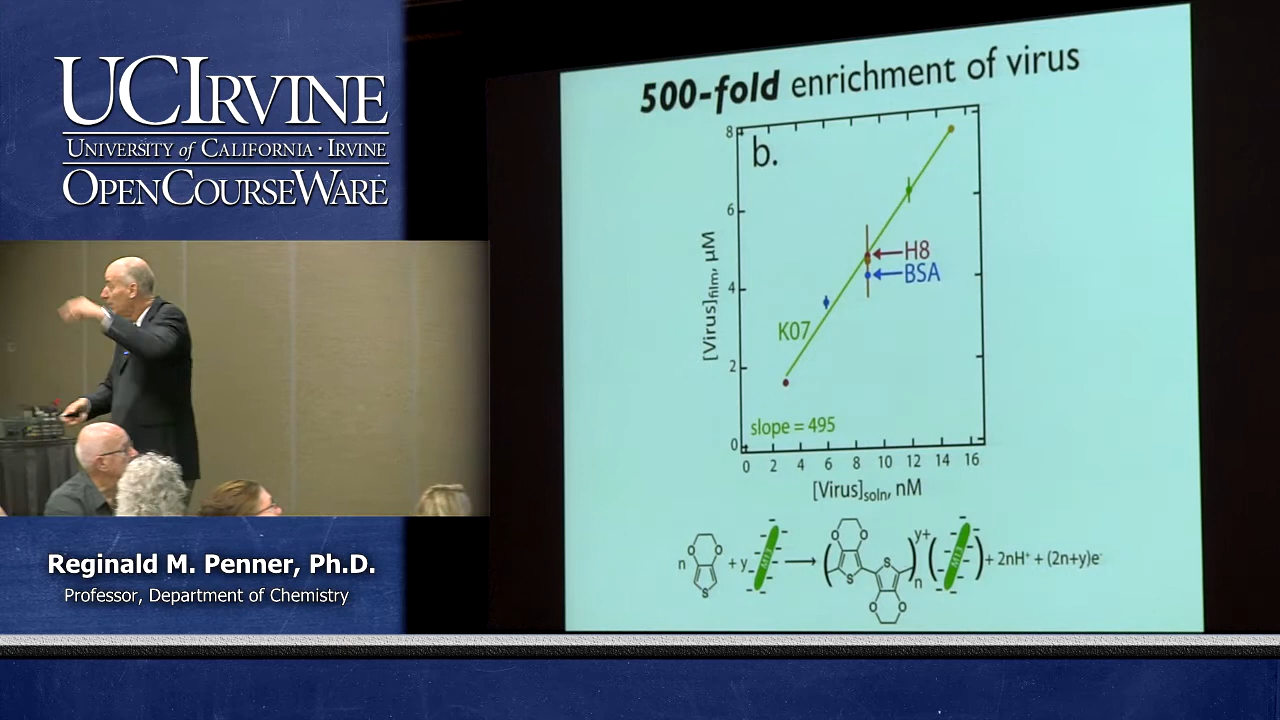 UCIRVINE
UNIVERSITY of CALIFORNIA · IRVINE
OPENCOURSEWARE
Reginald M. Penner, Ph.D.
Professor, Department of Chemistry
500-fold enrichment of virus
b.
8
6
4
2
0
[Virus]film, µM
H8
BSA
K07
slope = 495
0 2 4 6 8 10 12 14 16
[Virus]soln, nM
n O O S + y M13 → ( O O S S O O )n y+ ( M13 ) + 2nH+ + (2n+y)e-